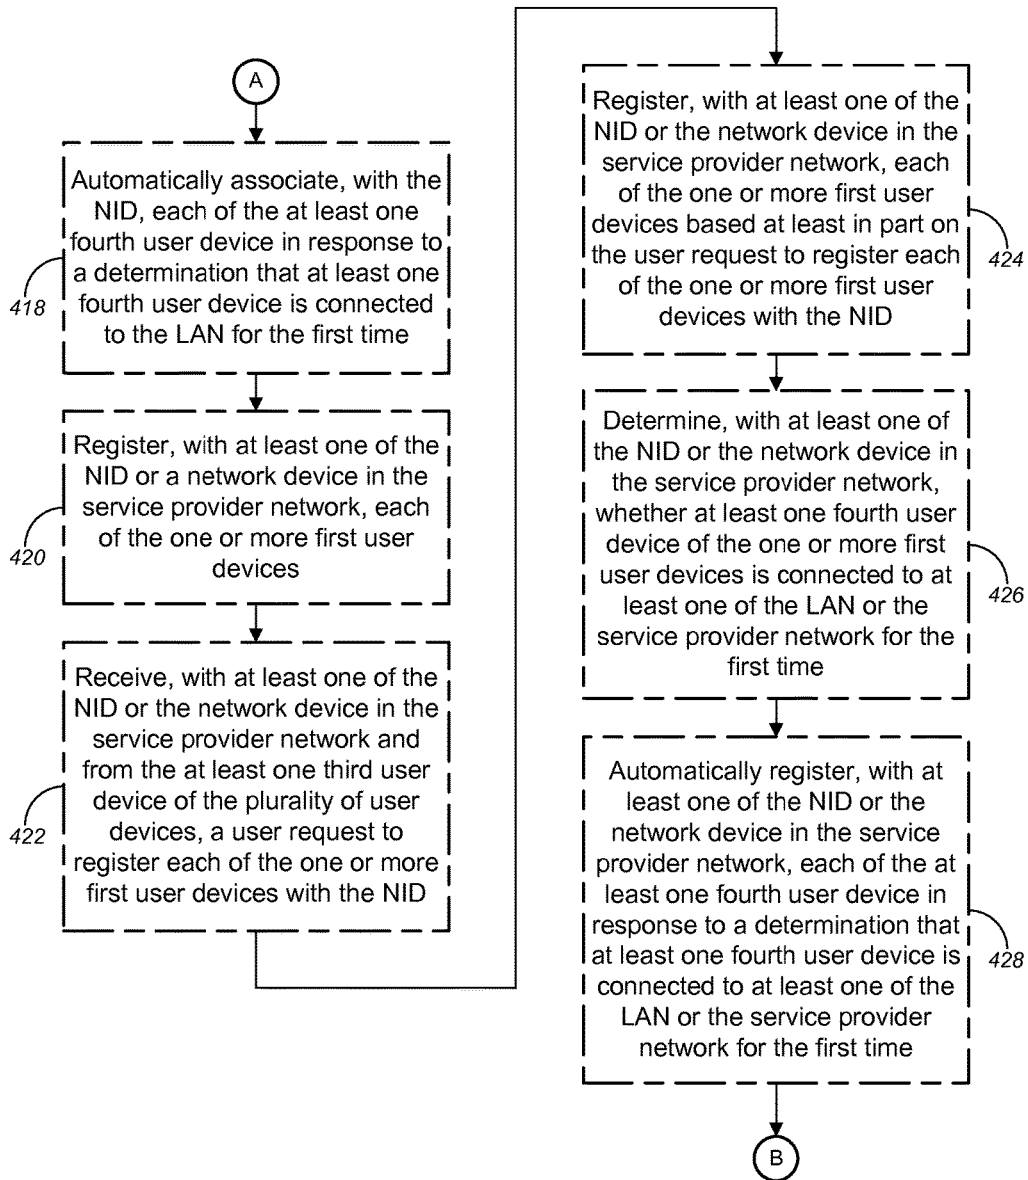 A
Automatically associate, with the
NID, each of the at least one
fourth user device in response to
a determination that at least one
fourth user device is connected
to the LAN for the first time
418
Register, with at least one of the
NID or a network device in the
service provider network, each
of the one or more first user
devices
420
Receive, with at least one of the
NID or the network device in the
service provider network and
from the at least one third user
device of the plurality of user
devices, a user request to
register each of the one or more
first user devices with the NID
422
Register, with at least one of the
NID or the network device in the
service provider network, each
of the one or more first user
devices based at least in part on
the user request to register each
of the one or more first user
devices with the NID
424
Determine, with at least one of
the NID or the network device in
the service provider network,
whether at least one fourth user
device of the one or more first
user devices is connected to at
least one of the LAN or the
service provider network for the
first time
426
Automatically register, with at
least one of the NID or the
network device in the service
provider network, each of the at
least one fourth user device in
response to a determination that
at least one fourth user device is
connected to at least one of the
LAN or the service provider
network for the first time
428
B